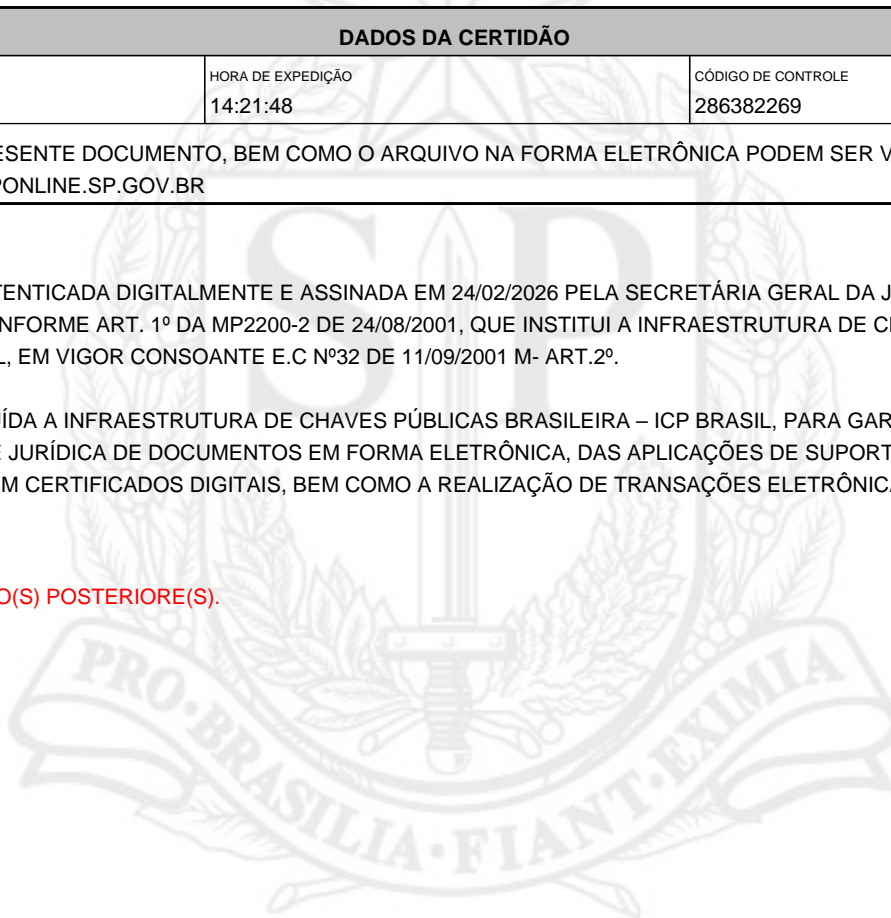 DADOS DA CERTIDÃO
HORA DE EXPEDIÇÃO
CÓDIGO DE CONTROLE
14:21:48
286382269
ESENTE DOCUMENTO, BEM COMO O ARQUIVO NA FORMA ELETRÔNICA PODEM SER V
PONLINE.SP.GOV.BR
TENTICADA DIGITALMENTE E ASSINADA EM 24/02/2026 PELA SECRETÁRIA GERAL DA J
NFORME ART. 1º DA MP2200-2 DE 24/08/2001, QUE INSTITUI A INFRAESTRUTURA DE C
L, EM VIGOR CONSOANTE E.C Nº32 DE 11/09/2001 M- ART.2º.
UÍDA A INFRAESTRUTURA DE CHAVES PÚBLICAS BRASILEIRA – ICP BRASIL, PARA GAR
E JURÍDICA DE DOCUMENTOS EM FORMA ELETRÔNICA, DAS APLICAÇÕES DE SUPORT
M CERTIFICADOS DIGITAIS, BEM COMO A REALIZAÇÃO DE TRANSAÇÕES ELETRÔNICA
O(S) POSTERIORE(S).
SP
PRO·BRASILIA·FIANT·EXIMIA